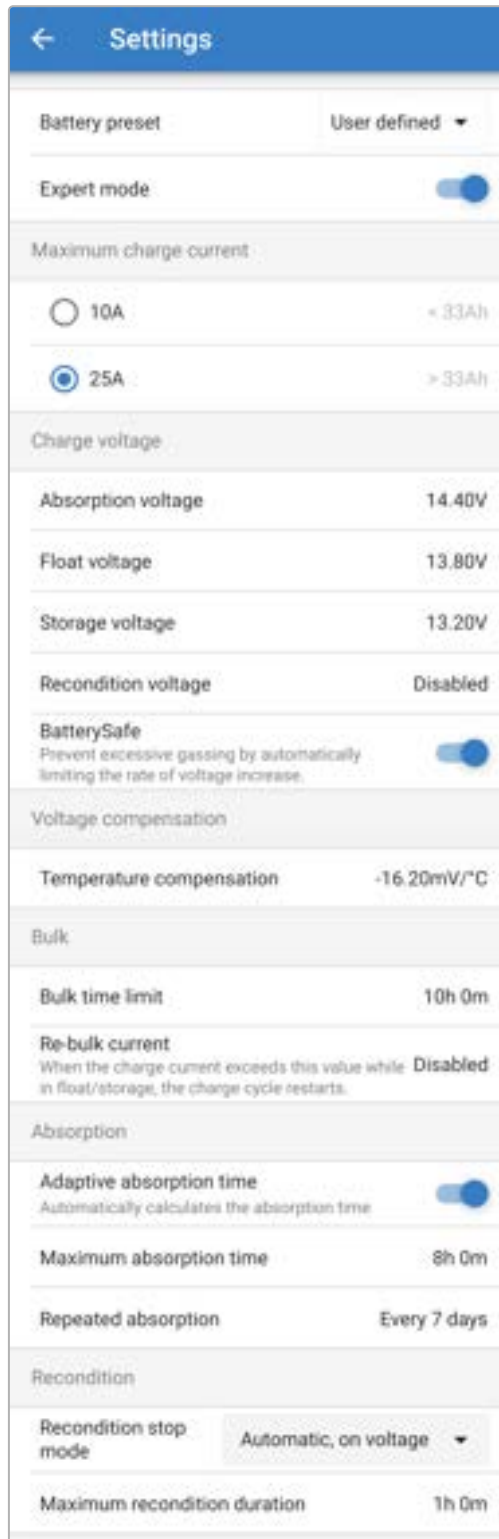 Settings
Battery preset
User defined
Expert mode
Maximum charge current
10A
< 33Ah
25A
> 33Ah
Charge voltage
Absorption voltage
14.40V
Float voltage
13.80V
Storage voltage
13.20V
Recondition voltage
Disabled
BatterySafe
Prevent excessive gassing by automatically
limiting the rate of voltage increase.
Voltage compensation
Temperature compensation
-16.20mV/°C
Bulk
Bulk time limit
10h 0m
Re-bulk current
When the charge current exceeds this value while
in float/storage, the charge cycle restarts.
Disabled
Absorption
Adaptive absorption time
Automatically calculates the absorption time
Maximum absorption time
8h 0m
Repeated absorption
Every 7 days
Recondition
Recondition stop
mode
Automatic, on voltage
Maximum recondition duration
1h 0m